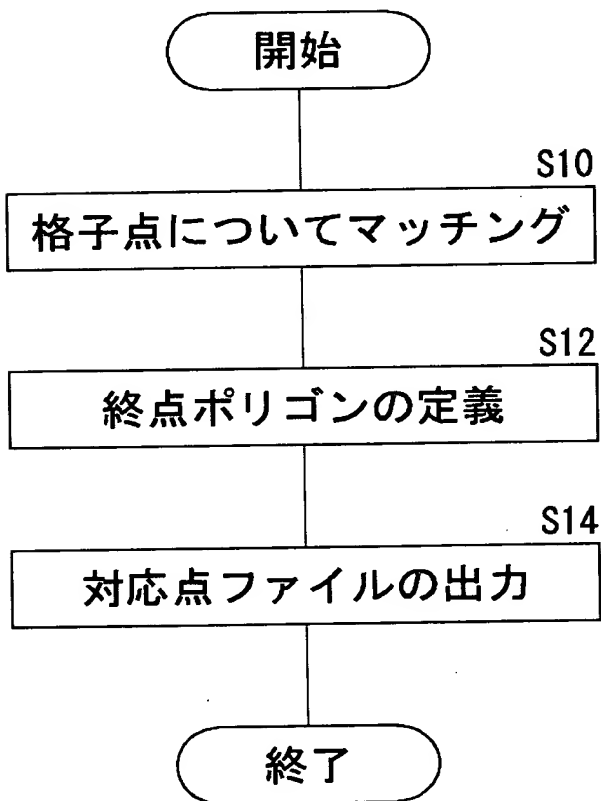 開始
S10
格子点についてマッチング
S12
終点ポリゴンの定義
S14
対応点ファイルの出力
終了